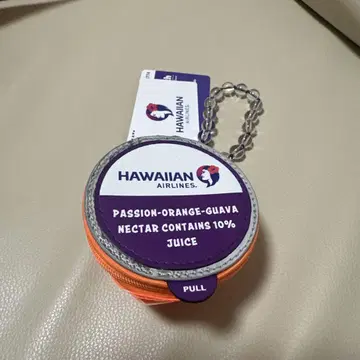 HAWAIIAN
AIRLINES.
HAWAIIAN
AIRLINES.
PASSION-ORANGE-GUAVA
NECTAR CONTAINS 10%
JUICE
PULL